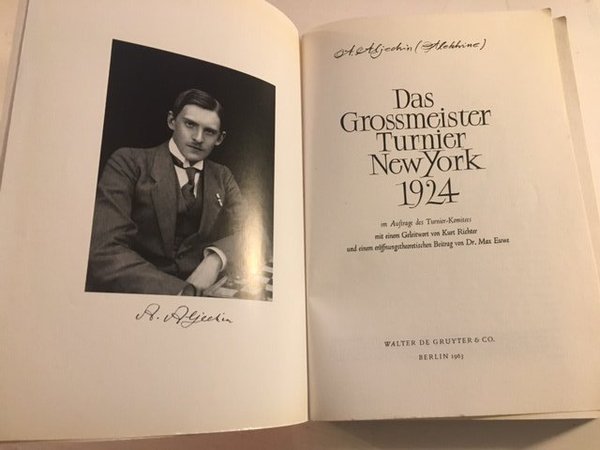 A. Aljechin
A. Aljechin (Alekhine)
Das
Grossmeister
Turnier
New York
1924
im Auftrage des Turnier-Komitees
mit einem Geleitwort von Kurt Richter
und einem eröffnungstheoretischen Beitrag von Dr. Max Euwe
WALTER DE GRUYTER & CO.
BERLIN 1963